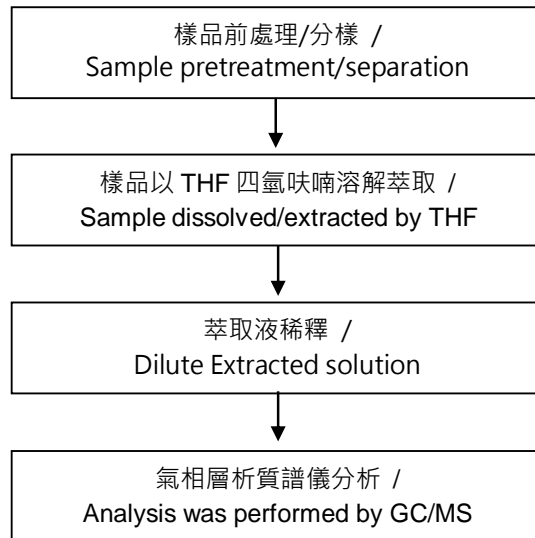 樣品前處理/分樣 /
Sample pretreatment/separation
樣品以 THF 四氫呋喃溶解萃取 /
Sample dissolved/extracted by THF
萃取液稀釋 /
Dilute Extracted solution
氣相層析質譜儀分析 /
Analysis was performed by GC/MS